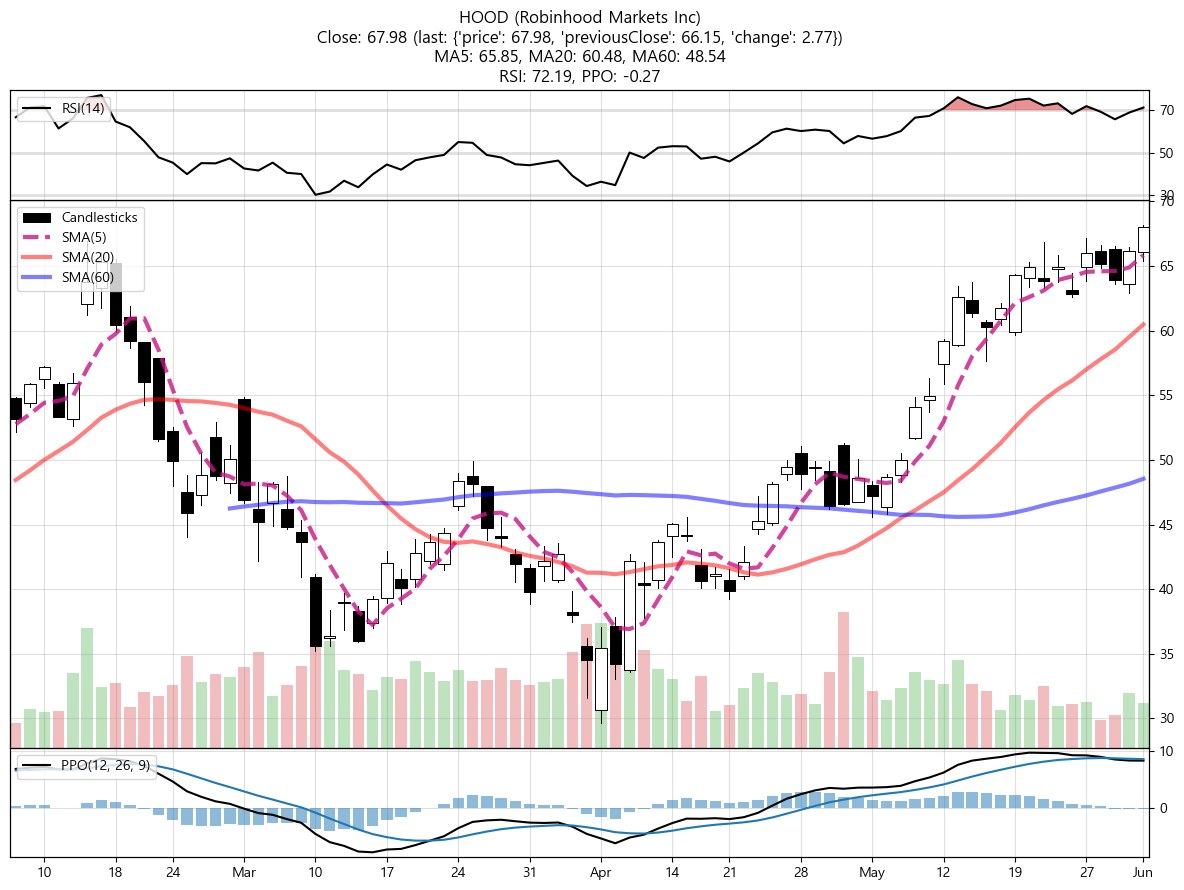 HOOD (Robinhood Markets Inc)
Close: 67.98 (last: {'price': 67.98, 'previousClose': 66.15, 'change': 2.77})
MA5: 65.85, MA20: 60.48, MA60: 48.54
RSI: 72.19, PPO: -0.27
RSI(14)
70
50
30
70
Candlesticks
SMA(5)
SMA(20)
SMA(60)
65
60
55
50
45
40
35
30
PPO(12, 26, 9)
10
0
10 18 24 Mar 10 17 24 31 Apr 8 14 21 28 May 12 19 27 Jun